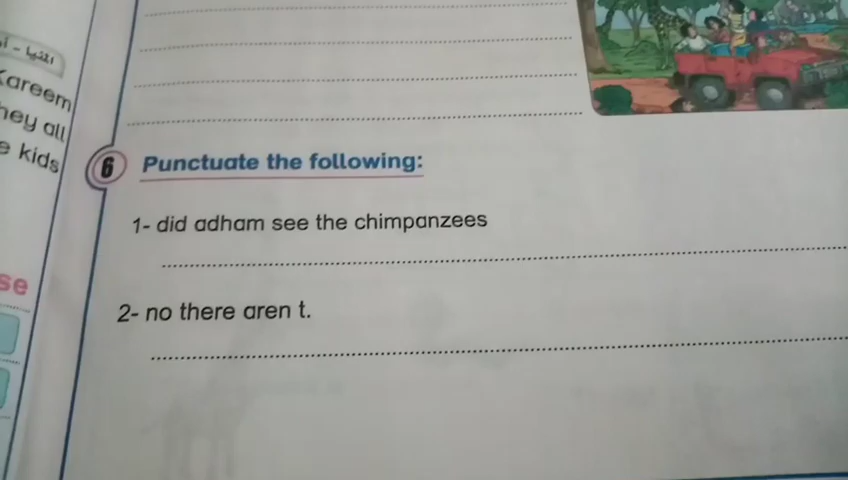 المنيا
Kareem
hey all
e kids
se
6 Punctuate the following:
1- did adham see the chimpanzees
2- no there aren t.